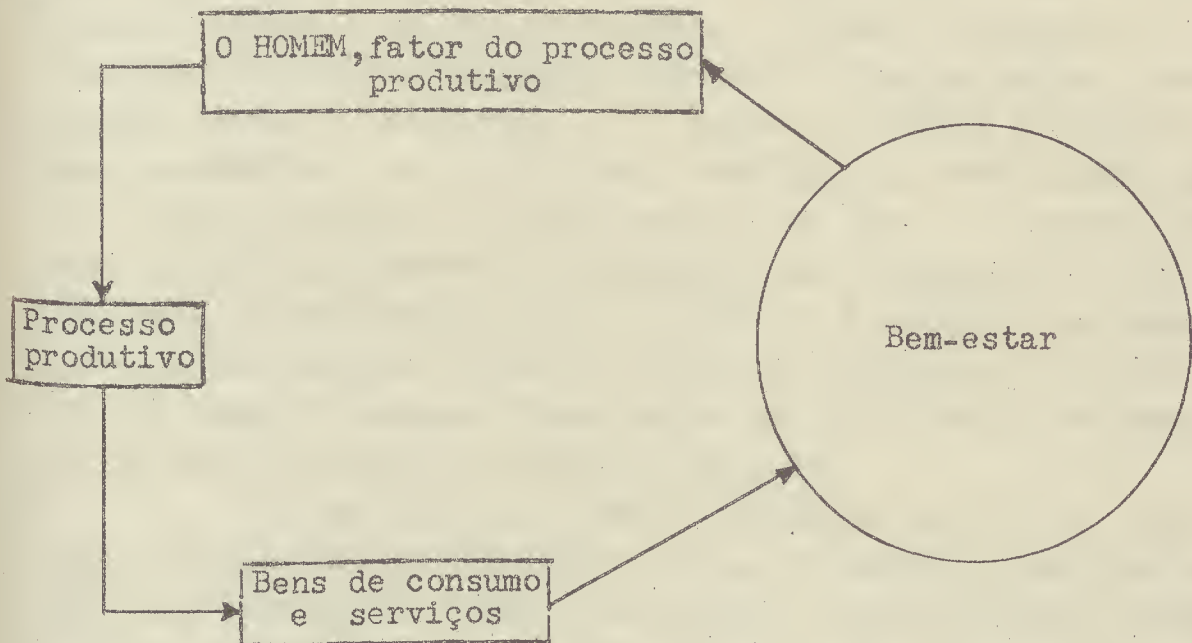 O HOMEM, fator do processo
produtivo
Processo
produtivo
Bem-estar
Bens de consumo
e serviços